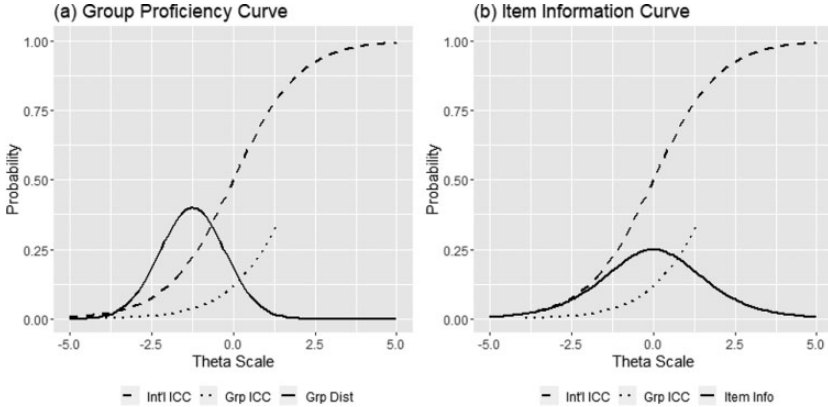 (a) Group Proficiency Curve
1.00
0.75
0.50
0.25
0.00
Probability
-5.0 -2.5 0.0 2.5 5.0
Theta Scale
Int'l ICC Grp ICC Grp Dist
(b) Item Information Curve
1.00
0.75
0.50
0.25
0.00
Probability
-5.0 -2.5 0.0 2.5 5.0
Theta Scale
Int'l ICC Grp ICC Item Info